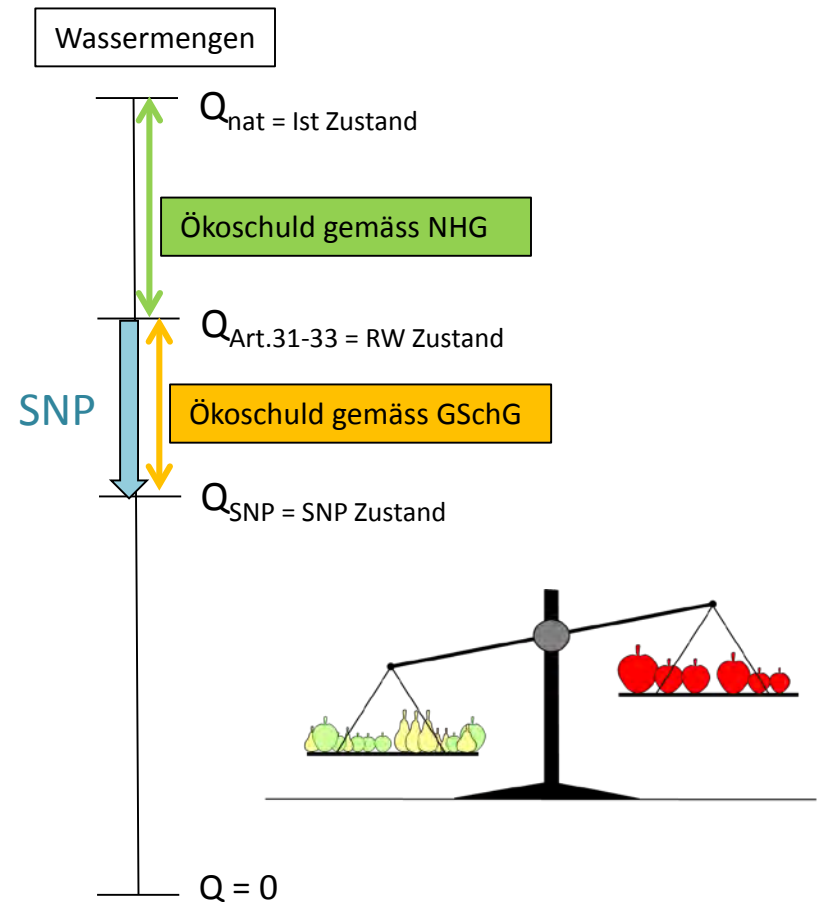 Wassermengen
Qnat = Ist Zustand
Ökoschuld gemäss NHG
QArt.31-33 = RW Zustand
SNP
Ökoschuld gemäss GSchG
QSNP = SNP Zustand
Q = 0